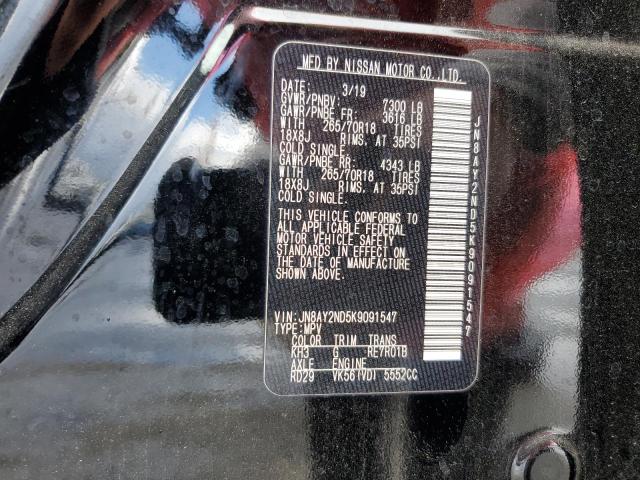 MFD BY NISSAN MOTOR CO.,LTD.
DATE: 3/19
GVWR/PNBV: 7300 LB
GAWR/PNBE FR: 3616 LB
WITH 265/70R18 TIRES
18X8J RIMS. AT 35PSI
COLD SINGLE.
GAWR/PNBE RR: 4343 LB
WITH 265/70R18 TIRES
18X8J RIMS. AT 35PSI
COLD SINGLE.
THIS VEHICLE CONFORMS TO
ALL APPLICABLE FEDERAL
MOTOR VEHICLE SAFETY
STANDARDS IN EFFECT ON
THE DATE OF MANUFACTURE
SHOWN ABOVE.
VIN: JN8AY2ND5K9091547
TYPE: MPV
COLOR TRIM TRANS
KH3 G RE7R01B
AXLE ENGINE
RD29 VK56(VD) 5552CC
JN8AY2ND5K9091547